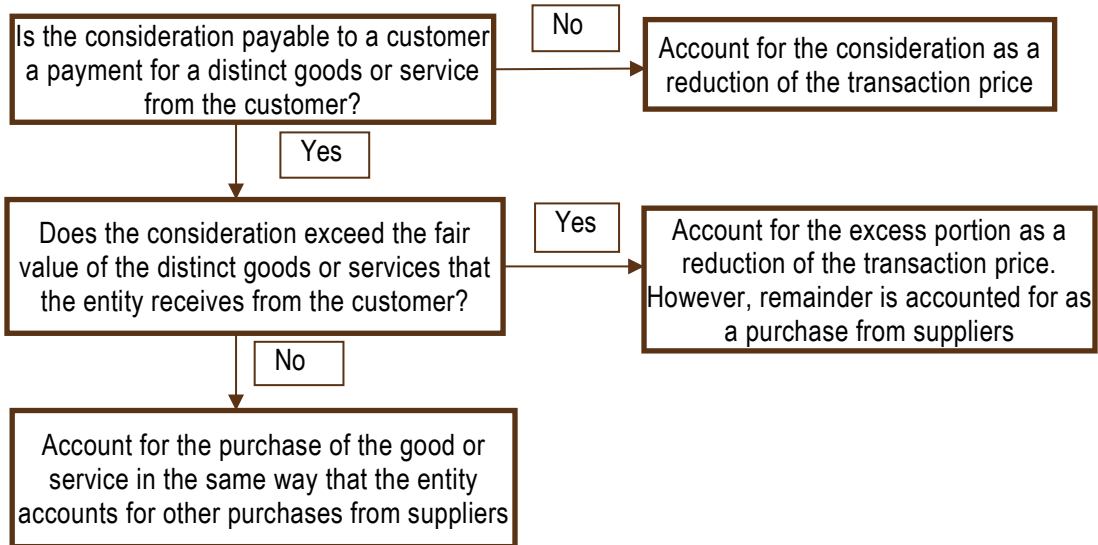 Is the consideration payable to a customer
a payment for a distinct goods or service
from the customer?
No
Account for the consideration as a
reduction of the transaction price
Yes
Does the consideration exceed the fair
value of the distinct goods or services that
the entity receives from the customer?
Yes
Account for the excess portion as a
reduction of the transaction price.
However, remainder is accounted for as
a purchase from suppliers
No
Account for the purchase of the good or
service in the same way that the entity
accounts for other purchases from suppliers